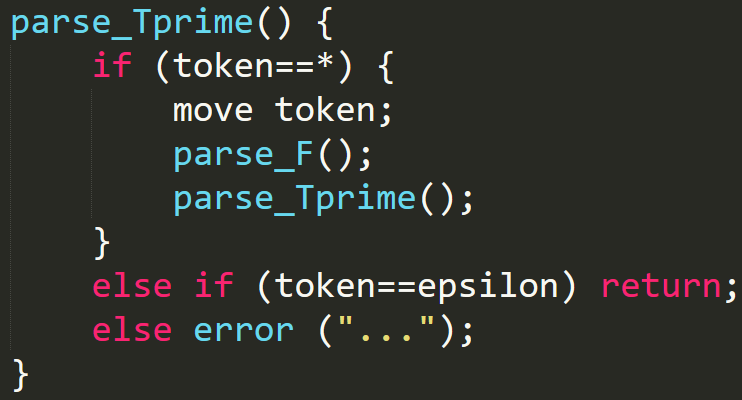 parse_Tprime() {
    if (token==*) {
        move token;
        parse_F();
        parse_Tprime();
    }
    else if (token==epsilon) return;
    else error ("...");
}